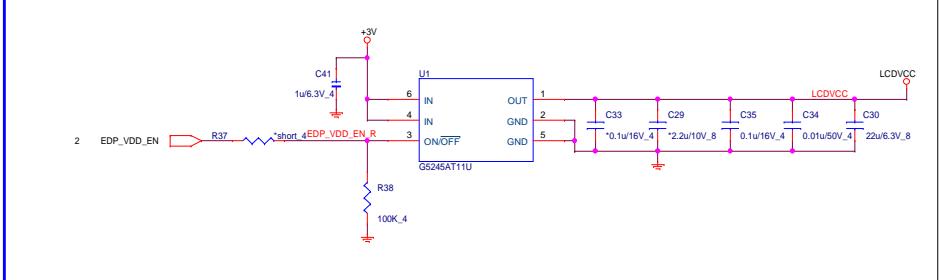 +3V
C41
1u/6.3V_4
U1
6
IN
4
IN
3
ON/OFF
OUT
1
GND
2
GND
5
G5245AT11U
LCDVCC
LCDVCC
C33
*0.1u/16V_4
C29
*2.2u/10V_8
C35
0.1u/16V_4
C34
0.01u/50V_4
C30
22u/6.3V_8
2
EDP_VDD_EN
R37
*short_4
EDP_VDD_EN_R
R38
100K_4